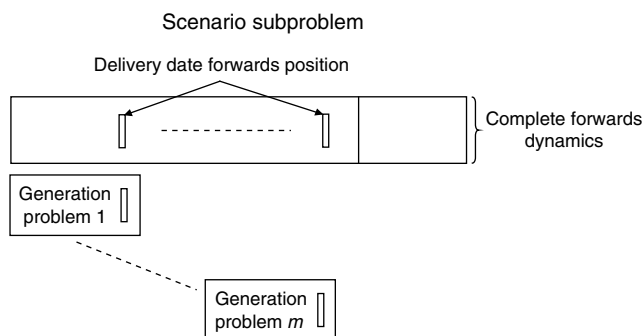 Scenario subproblem
Delivery date forwards position
Complete forwards
dynamics
Generation
problem 1
Generation
problem m